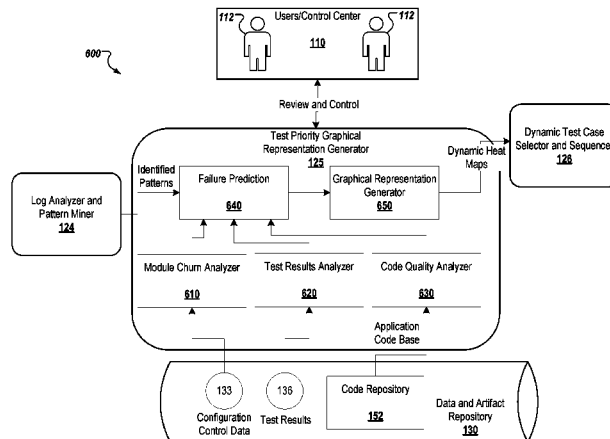 112
Users/Control Center
112
110
600
Review and Control
Test Priority Graphical
Representation Generator
125
Dynamic Heat
Maps
Dynamic Test Case
Selector and Sequencer
128
Identified
Patterns
Failure Prediction
640
Graphical Representation
Generator
650
Log Analyzer and
Pattern Miner
124
Module Churn Analyzer
610
Test Results Analyzer
620
Code Quality Analyzer
630
Application
Code Base
133
Configuration
Control Data
136
Test Results
Code Repository
152
Data and Artifact
Repository
130